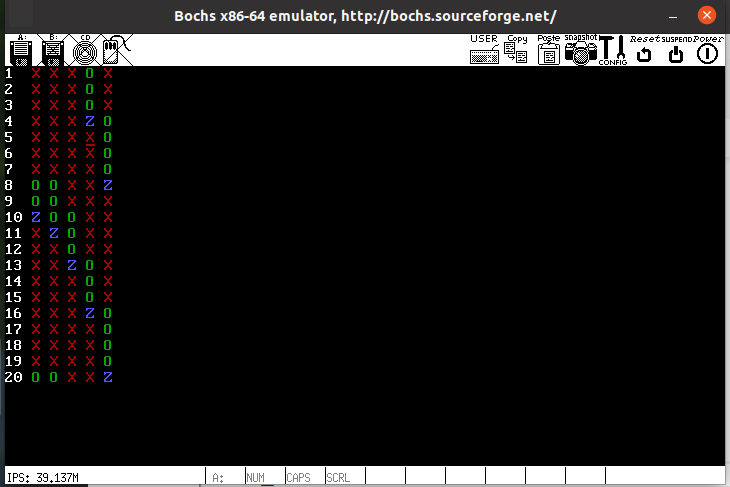 Bochs x86-64 emulator, http://bochs.sourceforge.net/
A: B: CD USER Copy Paste snapshot CONFIG Reset SUSPEND Power
1 X X X O X
2 X X X O X
3 X X X O X
4 X X X Z O
5 X X X X O
6 X X X X O
7 X X X X O
8 O O X X Z
9 O O X X X
10 Z O O X X
11 X Z O X X
12 X X O X X
13 X X Z O X
14 X X X O X
15 X X X O X
16 X X X Z O
17 X X X X O
18 X X X X O
19 X X X X O
20 O O X X Z
IPS: 39.137M A: NUM CAPS SCRL